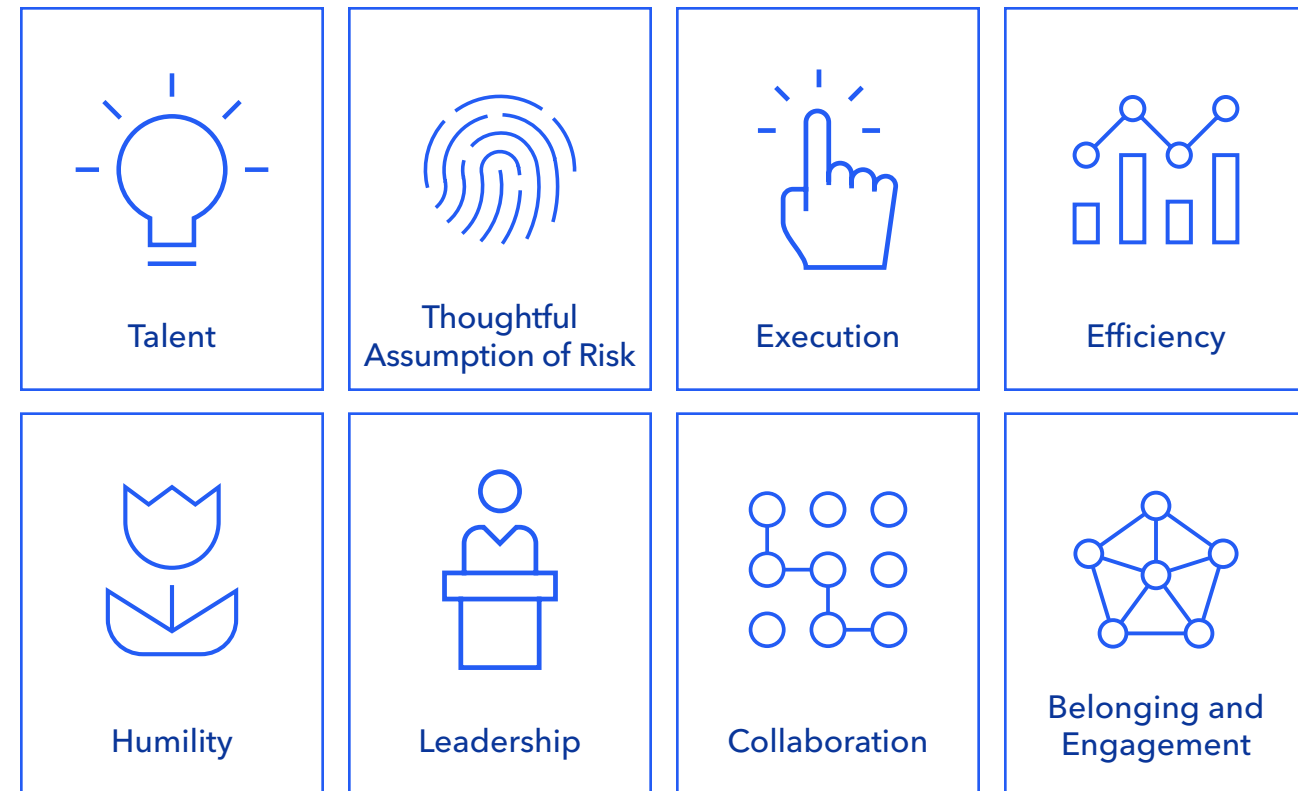 Talent
Thoughtful
Assumption of Risk
Execution
Efficiency
Humility
Leadership
Collaboration
Belonging and
Engagement